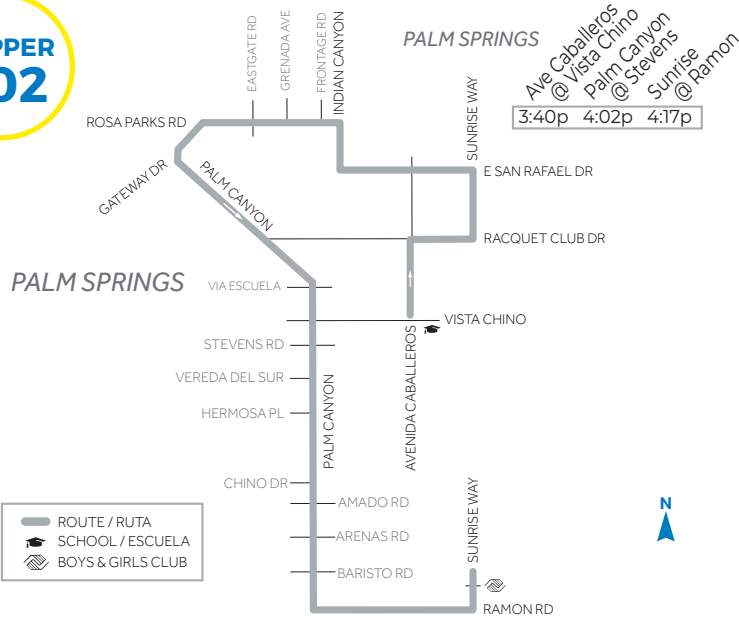 02
PALM SPRINGS
Ave Caballeros
@ Vista Chino
Palm Canyon
@ Stevens
Sunrise
@ Ramon
3:40p 4:02p 4:17p
EASTGATE RD
GRENADA AVE
FRONTAGE RD
INDIAN CANYON
SUNRISE WAY
ROSA PARKS RD
GATEWAY DR
PALM CANYON
E SAN RAFAEL DR
RACQUET CLUB DR
PALM SPRINGS
VIA ESCUELA
VISTA CHINO
STEVENS RD
VEREDA DEL SUR
HERMOSA PL
PALM CANYON
AVENIDA CABALLEROS
CHINO DR
AMADO RD
ARENAS RD
BARISTO RD
SUNRISE WAY
RAMON RD
N
ROUTE / RUTA
SCHOOL / ESCUELA
BOYS & GIRLS CLUB